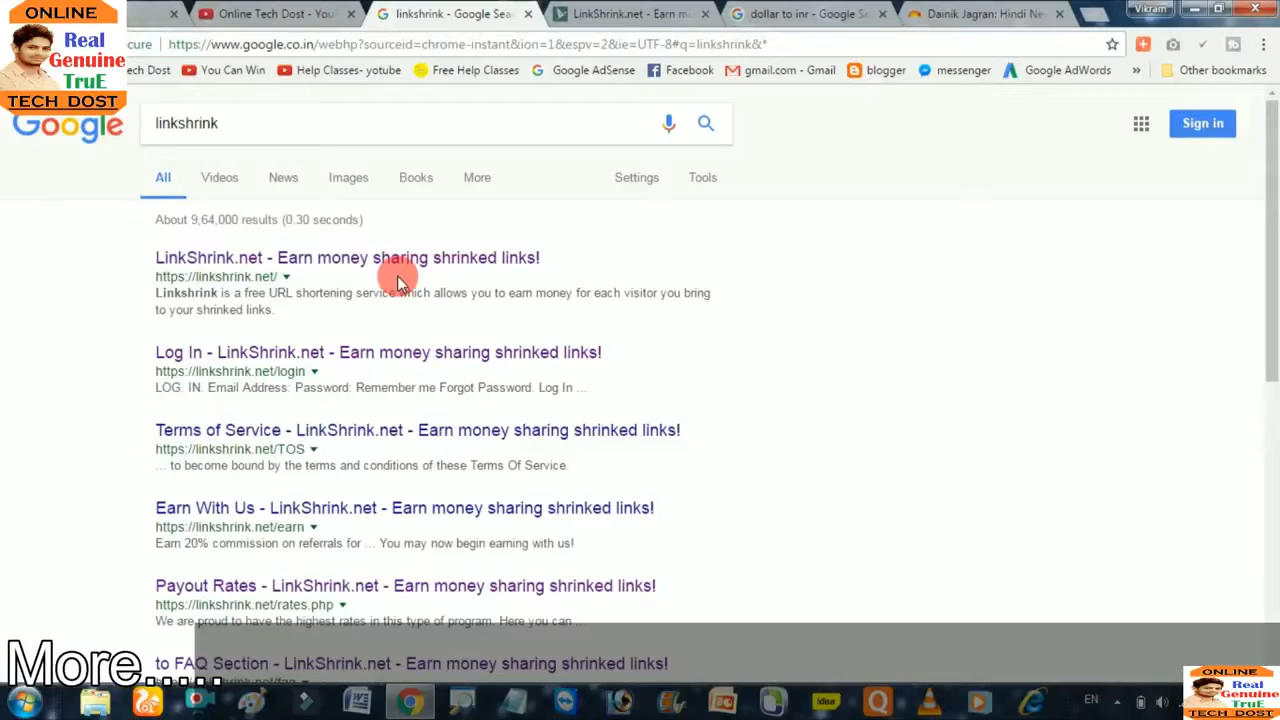 ONLINE
Real
Genuine
TruE
TECH DOST
Online Tech Dost - You
linkshrink - Google Sea
LinkShrink.net - Earn m
dollar to inr - Google S
Dainik Jagran: Hindi Ne
Vikram
cure
https://www.google.co.in/webhp?sourceid=chrome-instant&ion=1&espv=2&ie=UTF-8#q=linkshrink&*
ech Dost
You Can Win
Help Classes- yotube
Free Help Classes
Google AdSense
Facebook
gmail.com - Gmail
blogger
messenger
Google AdWords
»
Other bookmarks
Google
linkshrink
Sign in
All
Videos
News
Images
Books
More
Settings
Tools
About 9,64,000 results (0.30 seconds)
LinkShrink.net - Earn money sharing shrinked links!
https://linkshrink.net/
Linkshrink is a free URL shortening service which allows you to earn money for each visitor you bring
to your shrinked links.
Log In - LinkShrink.net - Earn money sharing shrinked links!
https://linkshrink.net/login
LOG. IN. Email Address: Password: Remember me Forgot Password. Log In ...
Terms of Service - LinkShrink.net - Earn money sharing shrinked links!
https://linkshrink.net/TOS
... to become bound by the terms and conditions of these Terms Of Service.
Earn With Us - LinkShrink.net - Earn money sharing shrinked links!
https://linkshrink.net/earn
Earn 20% commission on referrals for ... You may now begin earning with us!
Payout Rates - LinkShrink.net - Earn money sharing shrinked links!
https://linkshrink.net/rates.php
We are proud to have the highest rates in this type of program. Here you can ...
to FAQ Section - LinkShrink.net - Earn money sharing shrinked links!
More.....
idea
EN
ONLINE
Real
Genuine
TruE
TECH DOST